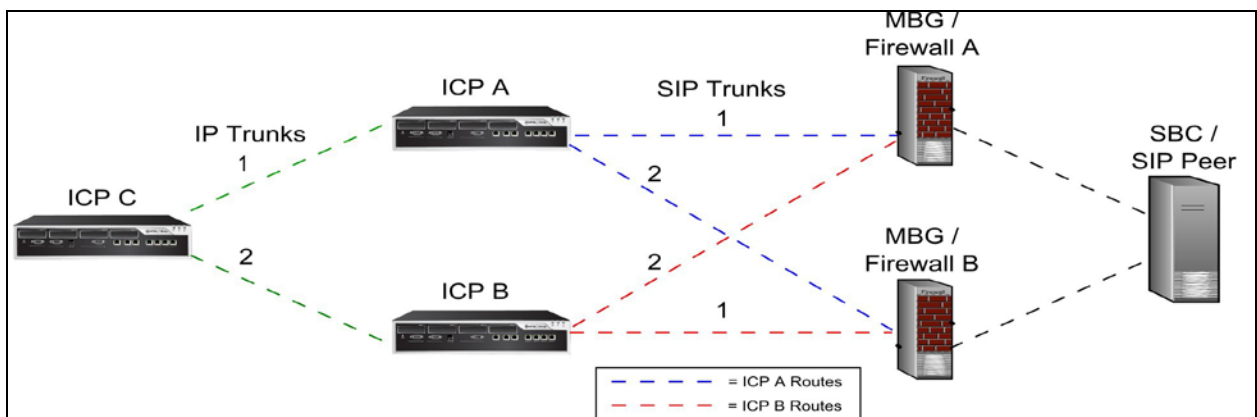 MBG /
Firewall A
ICP A
SIP Trunks
1
IP Trunks
1
SBC /
SIP Peer
2
ICP C
MBG /
Firewall B
2
2
ICP B
1
= ICP A Routes
= ICP B Routes